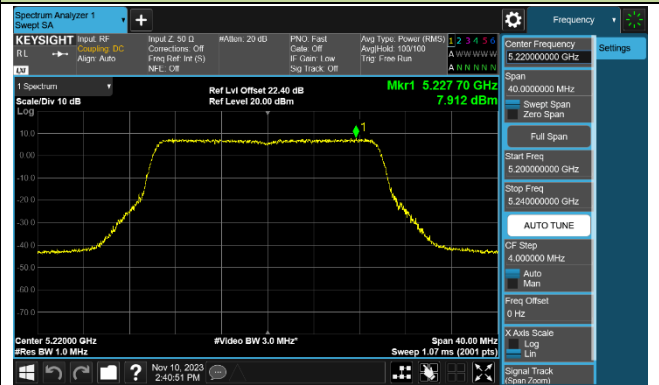 Spectrum Analyzer 1
Swept SA
Frequency
KEYSIGHT
RL
LXI
Input: RF
Coupling: DC
Align: Auto
Input Z: 50 Ω
Corrections: Off
Freq Ref: Int (S)
NFE: Off
#Atten: 20 dB
PNO: Fast
Gate: Off
IF Gain: Low
Sig Track: Off
Avg Type: Power (RMS)
Avg|Hold: 100/100
Trig: Free Run
1 2 3 4 5 6
A W W W W W
A N N N N N
Center Frequency
5.220000000 GHz
Settings
Span
40.0000000 MHz
Swept Span
Zero Span
Full Span
Start Freq
5.200000000 GHz
Stop Freq
5.240000000 GHz
AUTO TUNE
CF Step
4.000000 MHz
Auto
Man
Freq Offset
0 Hz
X Axis Scale
Log
Lin
Signal Track
(Span Zoom)
1 Spectrum
Scale/Div 10 dB
Log
Ref Lvl Offset 22.40 dB
Ref Level 20.00 dBm
Mkr1 5.227 70 GHz
7.912 dBm
1
10.0
0.00
-10.0
-20.0
-30.0
-40.0
-50.0
-60.0
-70.0
Center 5.22000 GHz
#Res BW 1.0 MHz
#Video BW 3.0 MHz*
Span 40.00 MHz
Sweep 1.07 ms (2001 pts)
?
Nov 10, 2023
2:40:51 PM